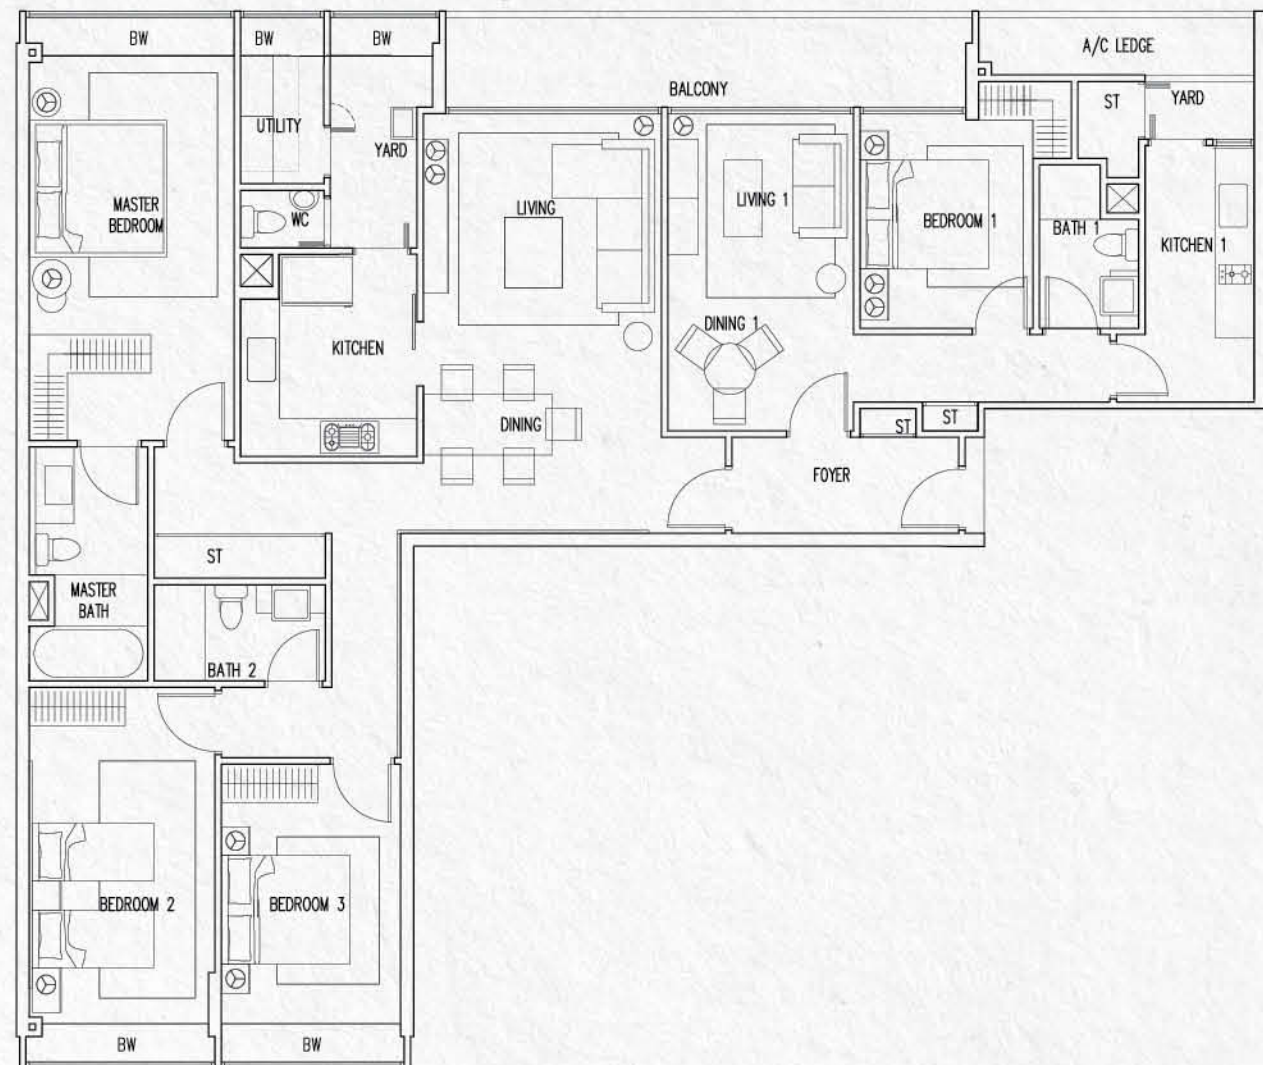 BW
BW
BW
A/C LEDGE
BALCONY
ST
YARD
UTILITY
YARD
MASTER
BEDROOM
WC
LIVING
LIVING 1
BEDROOM 1
BATH 1
KITCHEN 1
DINING 1
KITCHEN
DINING
ST
ST
FOYER
ST
MASTER
BATH
BATH 2
BEDROOM 2
BEDROOM 3
BW
BW